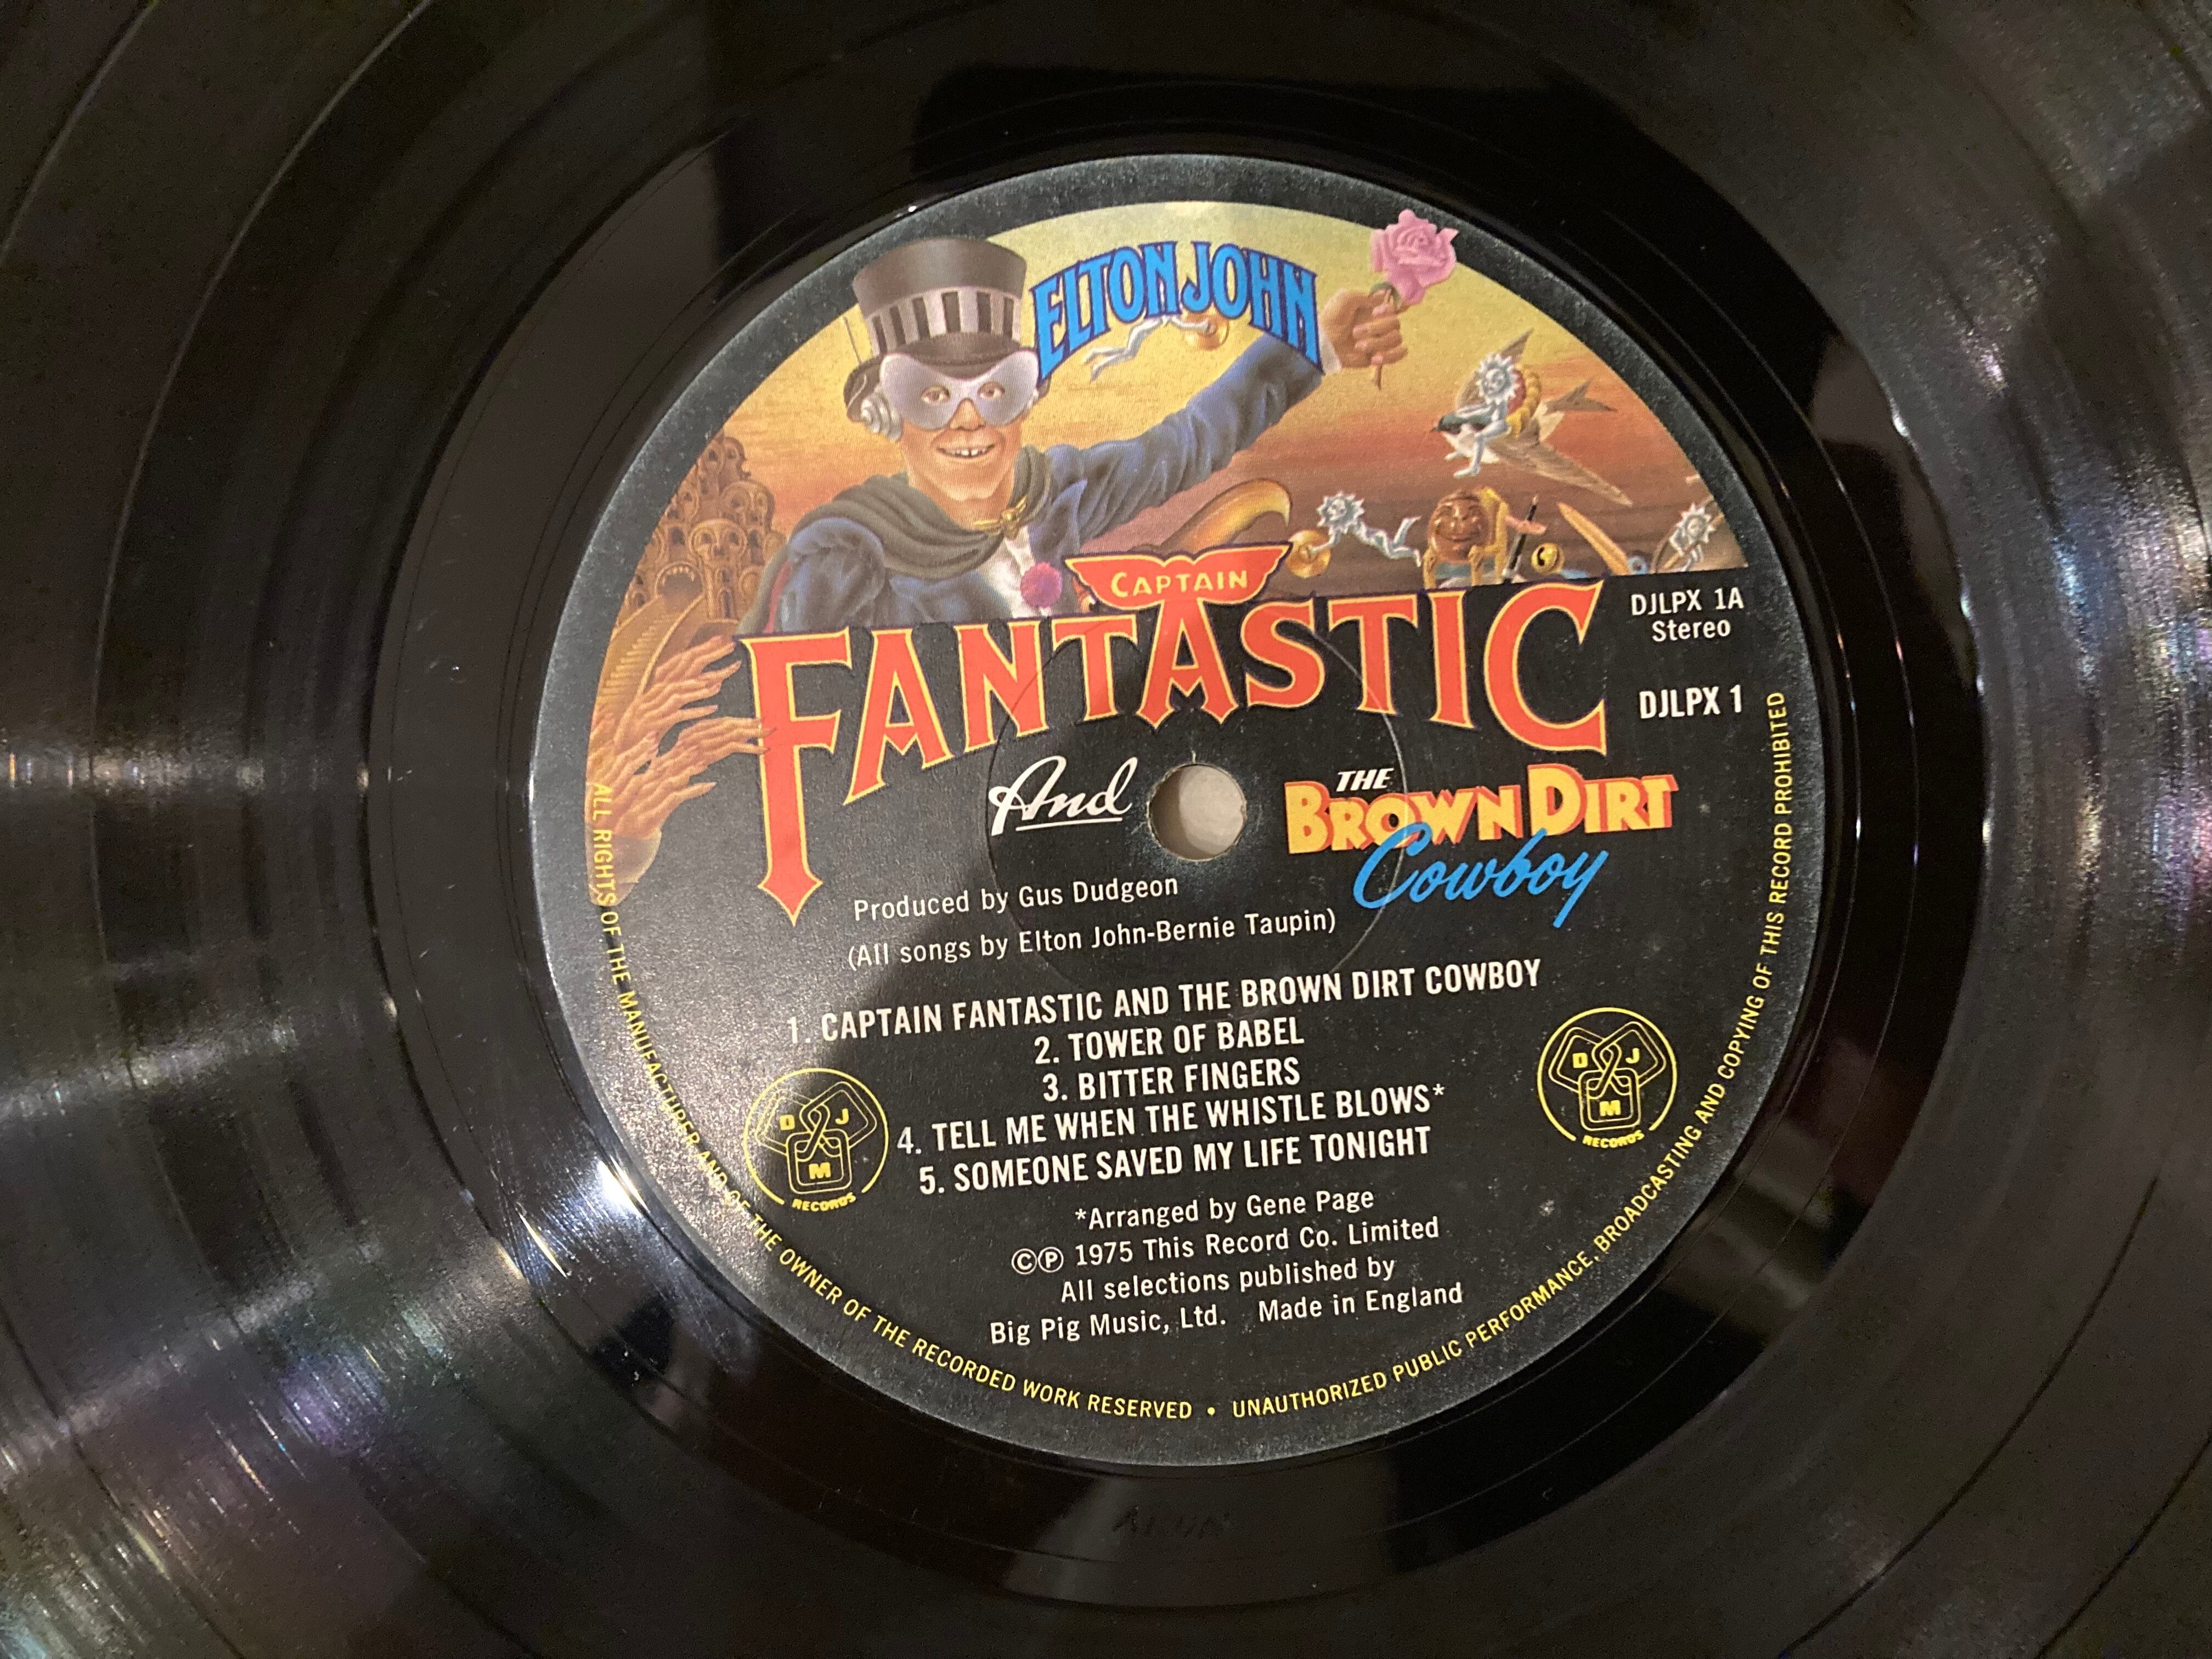 ELTON JOHN
CAPTAIN
FANTASTIC
DJLPX 1A
Stereo
DJLPX 1
And
THE
BROWN DIRT
Cowboy
Produced by Gus Dudgeon
(All songs by Elton John-Bernie Taupin)
1. CAPTAIN FANTASTIC AND THE BROWN DIRT COWBOY
2. TOWER OF BABEL
3. BITTER FINGERS
4. TELL ME WHEN THE WHISTLE BLOWS*
5. SOMEONE SAVED MY LIFE TONIGHT
D J M
RECORDS
D J M
RECORDS
*Arranged by Gene Page
©℗ 1975 This Record Co. Limited
All selections published by
Big Pig Music, Ltd. Made in England
ALL RIGHTS OF THE MANUFACTURER AND OF THE OWNER OF THE RECORDED WORK RESERVED • UNAUTHORIZED PUBLIC PERFORMANCE, BROADCASTING AND COPYING OF THIS RECORD PROHIBITED